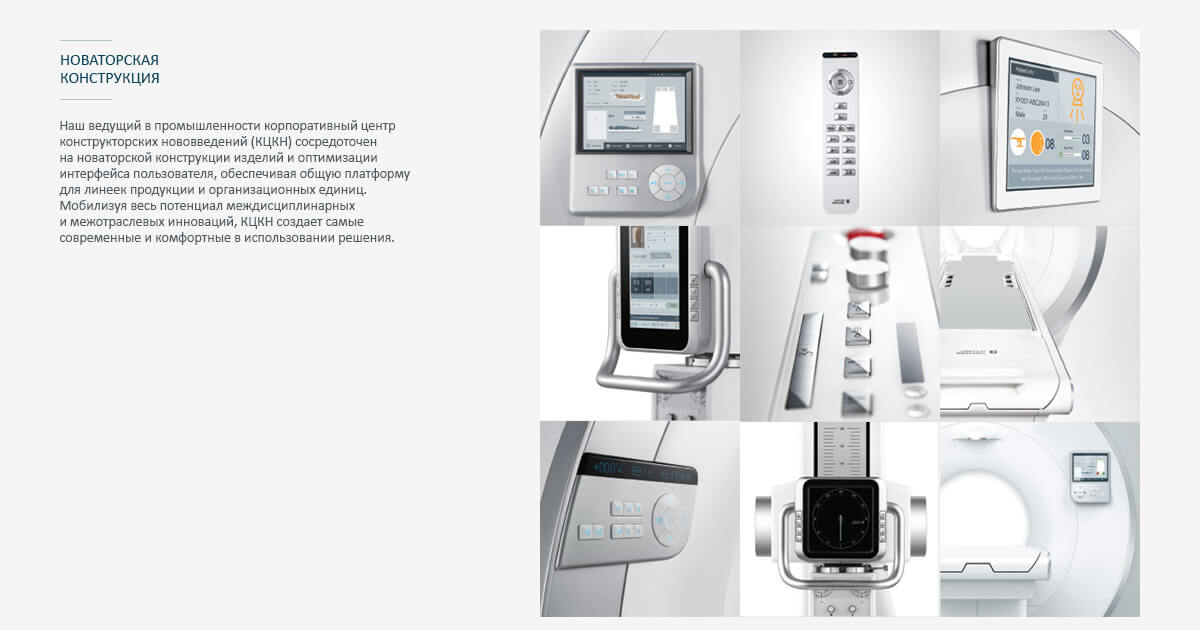 НОВАТОРСКАЯ
КОНСТРУКЦИЯ
Наш ведущий в промышленности корпоративный центр
конструкторских нововведений (КЦКН) сосредоточен
на новаторской конструкции изделий и оптимизации
интерфейса пользователя, обеспечивая общую платформу
для линеек продукции и организационных единиц.
Мобилизуя весь потенциал междисциплинарных
и межотраслевых инноваций, КЦКН создает самые
современные и комфортные в использовании решения.
Patient info
Johnson Lee
XY007-ABC26413
Male
20
08
03
08